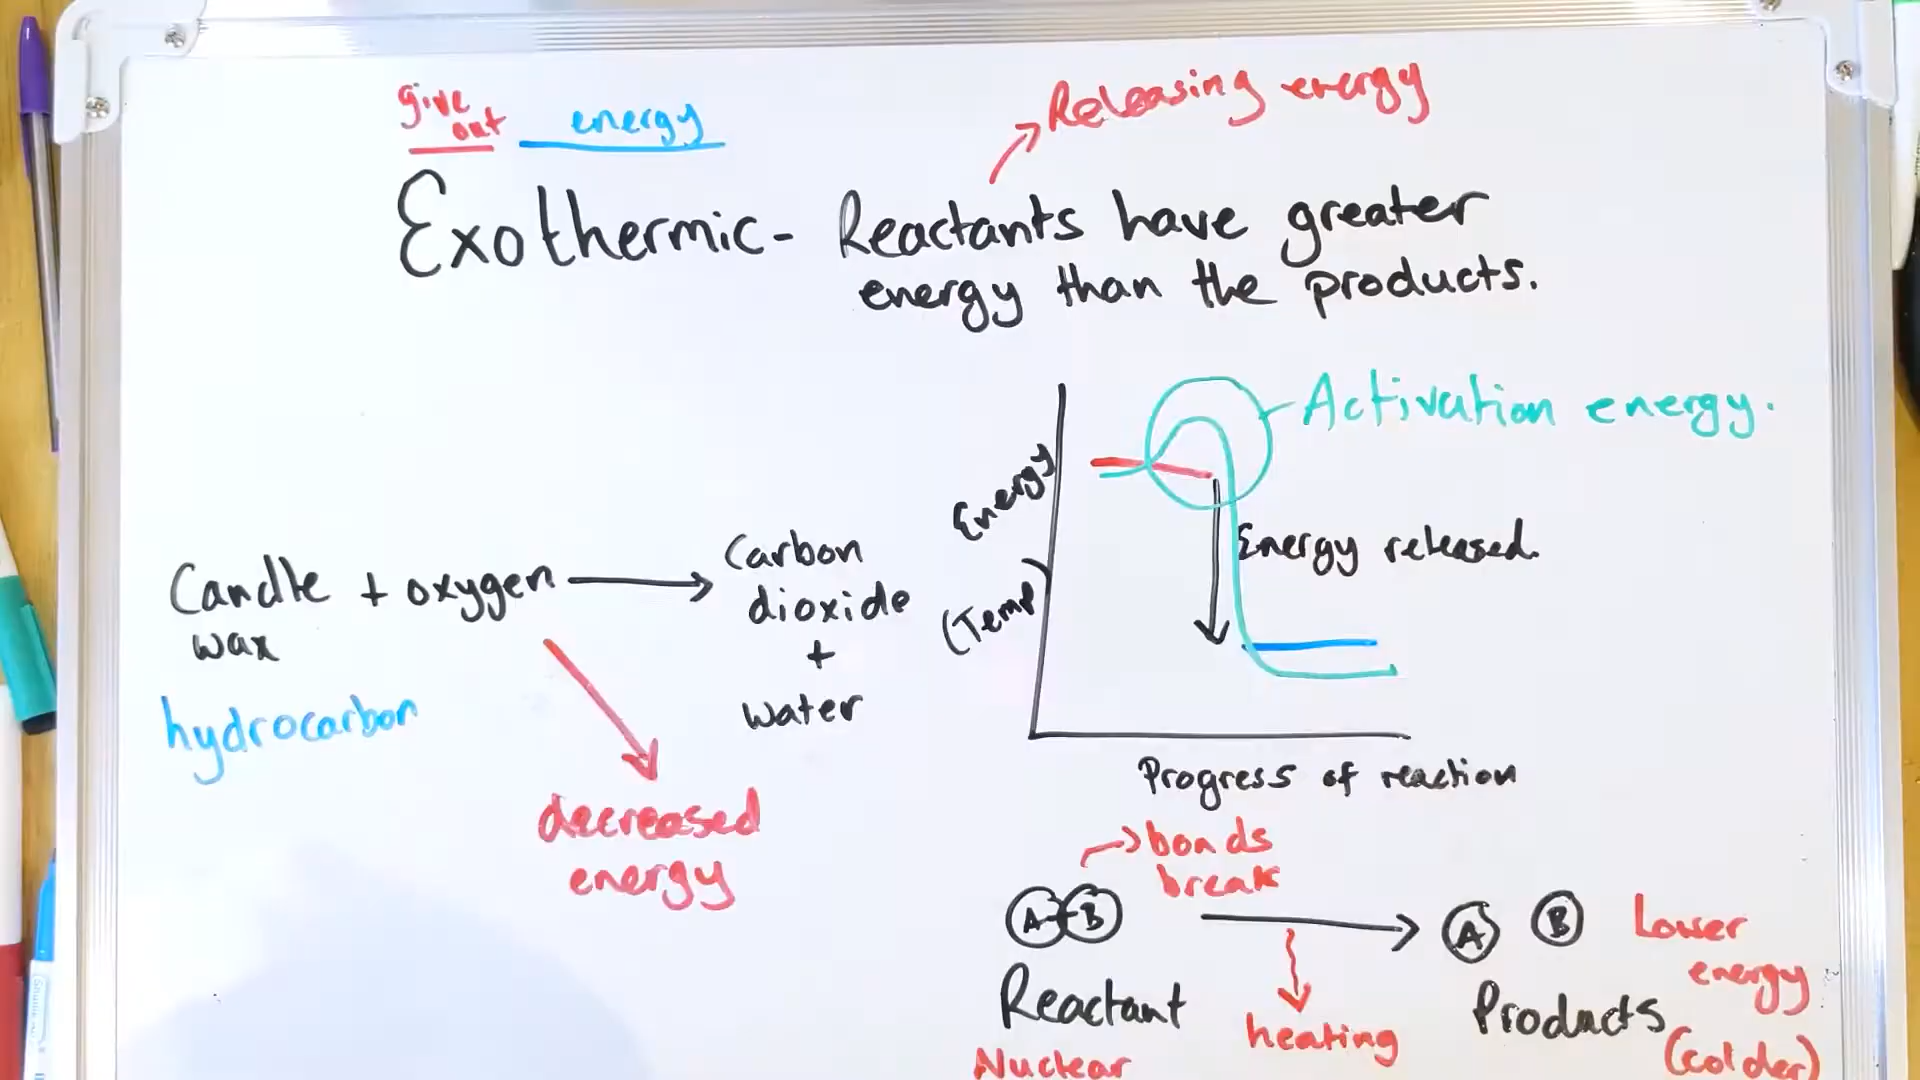 give
out
energy
Releasing energy
Exothermic - Reactants have greater
energy than the products.
Activation energy.
Energy
(Temp)
Energy released.
Candle + oxygen
wax
Carbon
dioxide
+
Water
hydrocarbon
decreased
energy
Progress of reaction
bonds
break
A B
A B
Lower
energy
(colder)
Reactant
Products
heating
Nuclear